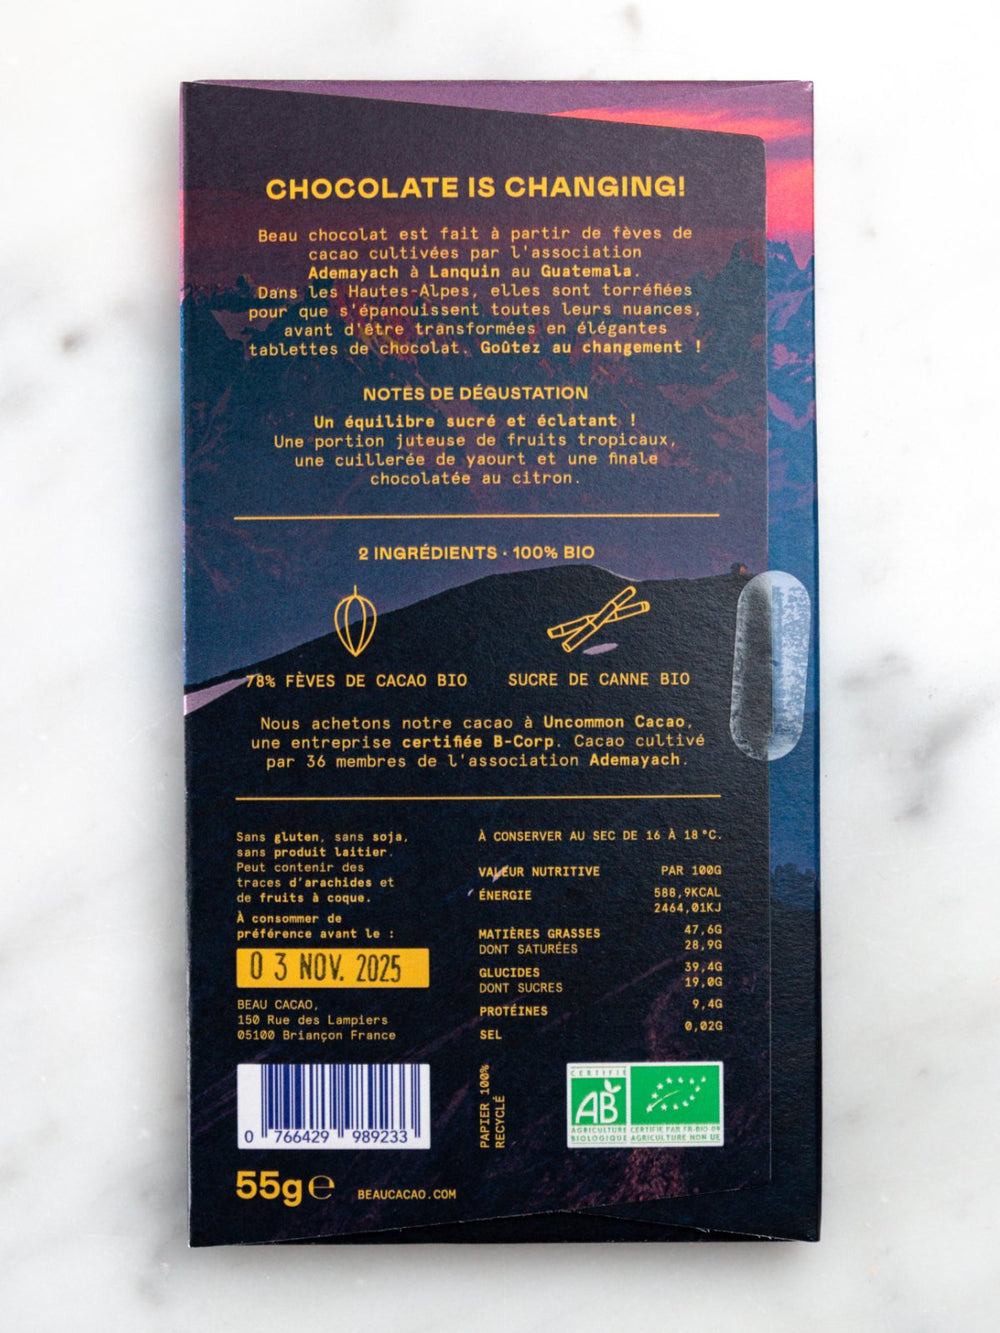 CHOCOLATE IS CHANGING!
Beau chocolat est fait à partir de fèves de
cacao cultivées par l'association
Ademayach à Lanquin au Guatemala.
Dans les Hautes-Alpes, elles sont torréfiées
pour que s'épanouissent toutes leurs nuances,
avant d'être transformées en élégantes
tablettes de chocolat. Goûtez au changement !
NOTES DE DÉGUSTATION
Un équilibre sucré et éclatant !
Une portion juteuse de fruits tropicaux,
une cuillerée de yaourt et une finale
chocolatée au citron.
2 INGRÉDIENTS · 100% BIO
78% FÈVES DE CACAO BIO
SUCRE DE CANNE BIO
Nous achetons notre cacao à Uncommon Cacao,
une entreprise certifiée B-Corp. Cacao cultivé
par 36 membres de l'association Ademayach.
Sans gluten, sans soja,
sans produit laitier.
Peut contenir des
traces d'arachides et
de fruits à coque.
À consommer de
préférence avant le :
03 NOV. 2025
BEAU CACAO,
150 Rue des Lampiers
05100 Briançon France
À CONSERVER AU SEC DE 16 À 18°C.
VALEUR NUTRITIVE PAR 100G
ÉNERGIE 588,9KCAL
2464,01KJ
MATIÈRES GRASSES 47,6G
DONT SATURÉES 28,9G
GLUCIDES 39,4G
DONT SUCRES 19,0G
PROTÉINES 9,4G
SEL 0,02G
0 766429 989233
PAPIER 100%
RECYCLÉ
CERTIFIÉ
AB
AGRICULTURE
BIOLOGIQUE
CERTIFIÉ PAR FR-BIO-09
AGRICULTURE NON UE
55g e
BEAUCACAO.COM